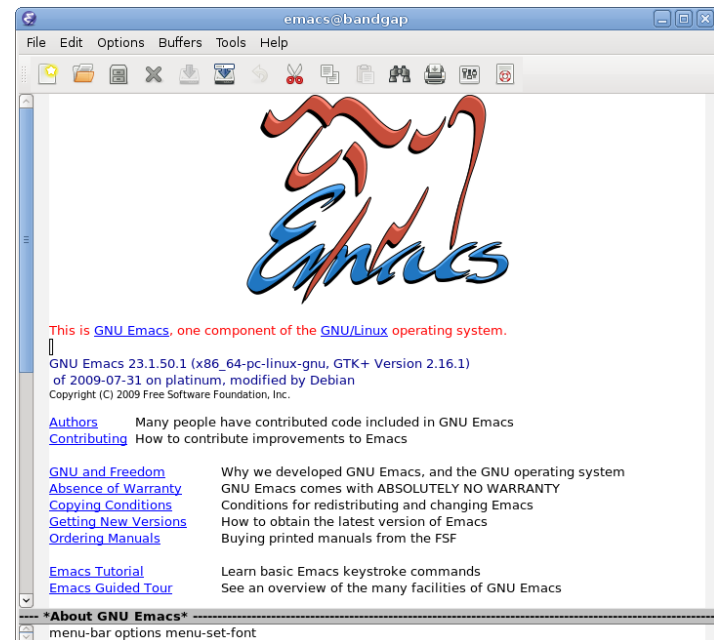 emacs@bandgap
File Edit Options Buffers Tools Help
Emacs
This is GNU Emacs, one component of the GNU/Linux operating system.
GNU Emacs 23.1.50.1 (x86_64-pc-linux-gnu, GTK+ Version 2.16.1)
of 2009-07-31 on platinum, modified by Debian
Copyright (C) 2009 Free Software Foundation, Inc.
Authors Many people have contributed code included in GNU Emacs
Contributing How to contribute improvements to Emacs
GNU and Freedom Why we developed GNU Emacs, and the GNU operating system
Absence of Warranty GNU Emacs comes with ABSOLUTELY NO WARRANTY
Copying Conditions Conditions for redistributing and changing Emacs
Getting New Versions How to obtain the latest version of Emacs
Ordering Manuals Buying printed manuals from the FSF
Emacs Tutorial Learn basic Emacs keystroke commands
Emacs Guided Tour See an overview of the many facilities of GNU Emacs
---- *About GNU Emacs* ----
menu-bar options menu-set-font